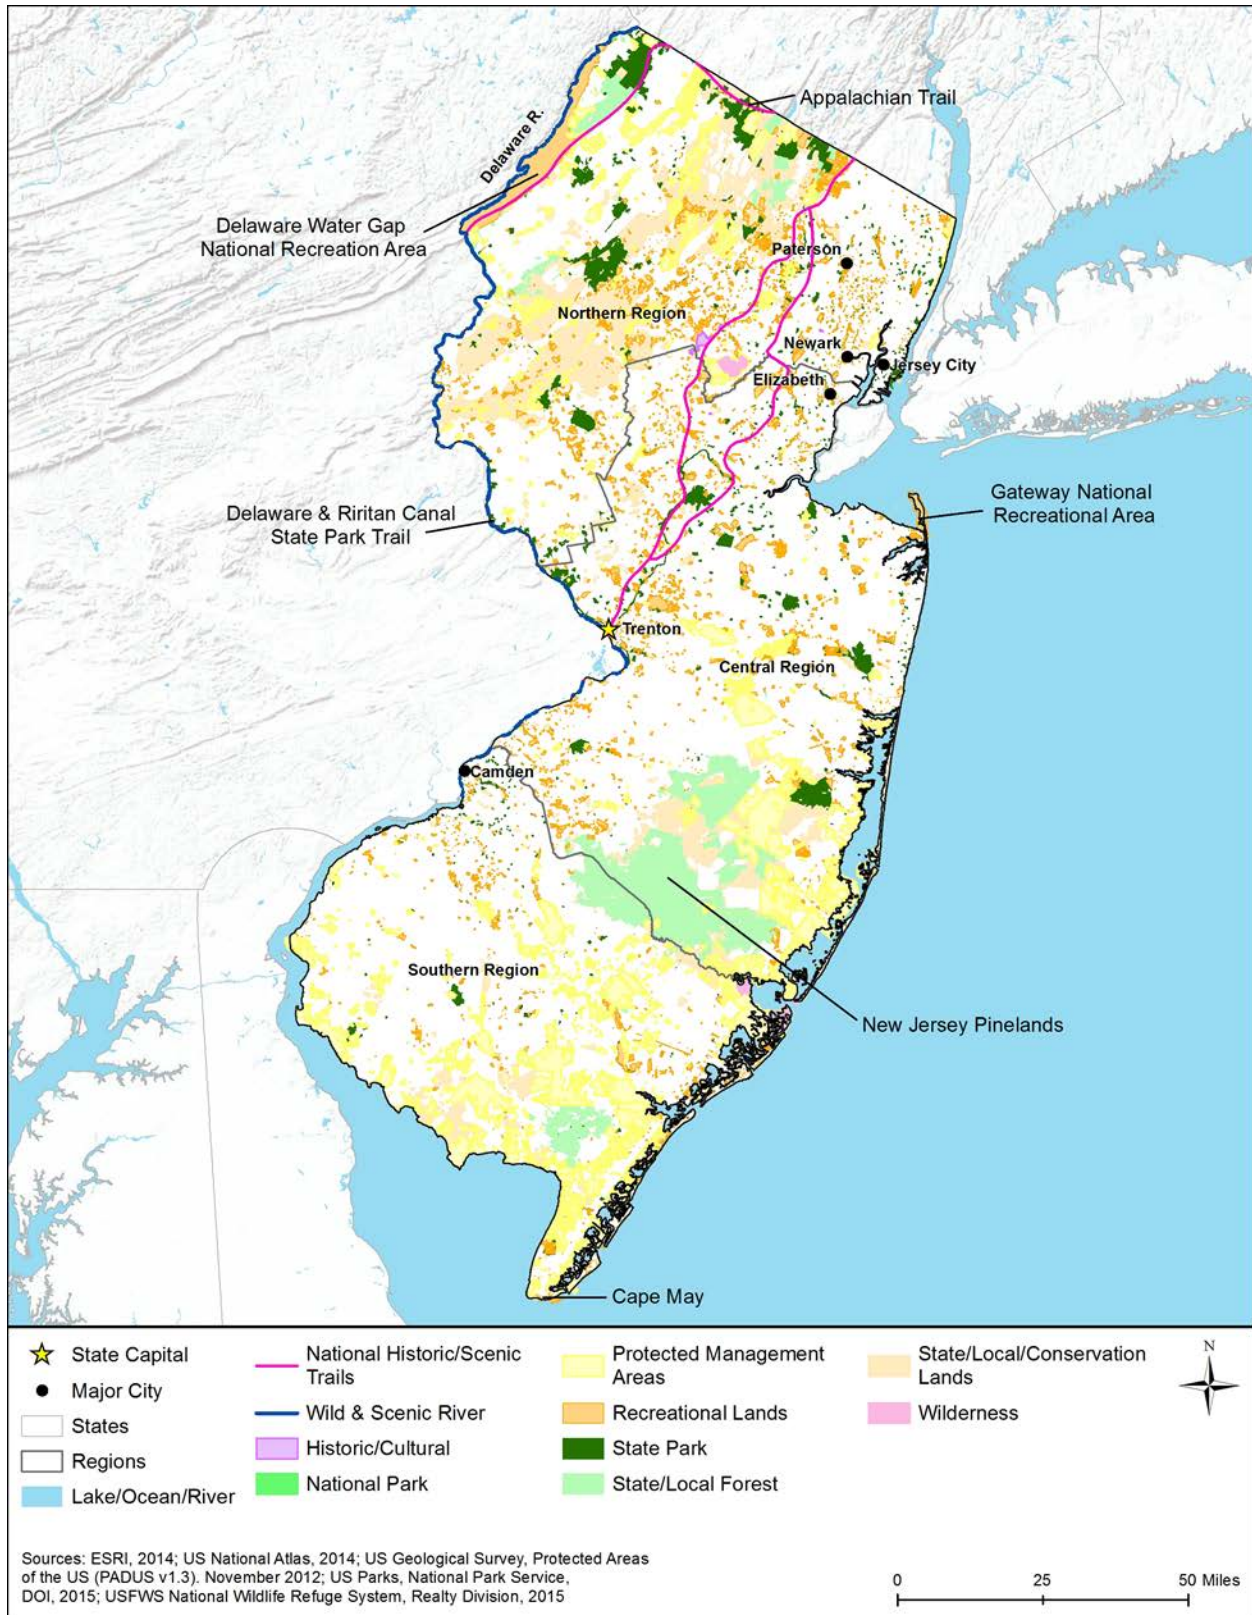 Appalachian Trail
Delaware R.
Delaware Water Gap
National Recreation Area
Paterson
Northern Region
Newark
Jersey City
Elizabeth
Gateway National
Recreational Area
Delaware & Riritan Canal
State Park Trail
Trenton
Central Region
Camden
Southern Region
New Jersey Pinelands
Cape May
State Capital
Major City
States
Regions
Lake/Ocean/River
National Historic/Scenic
Trails
Wild & Scenic River
Historic/Cultural
National Park
Protected Management
Areas
Recreational Lands
State Park
State/Local Forest
State/Local/Conservation
Lands
Wilderness
N
Sources: ESRI, 2014; US National Atlas, 2014; US Geological Survey, Protected Areas
of the US (PADUS v1.3). November 2012; US Parks, National Park Service,
DOI, 2015; USFWS National Wildlife Refuge System, Realty Division, 2015
0 25 50 Miles